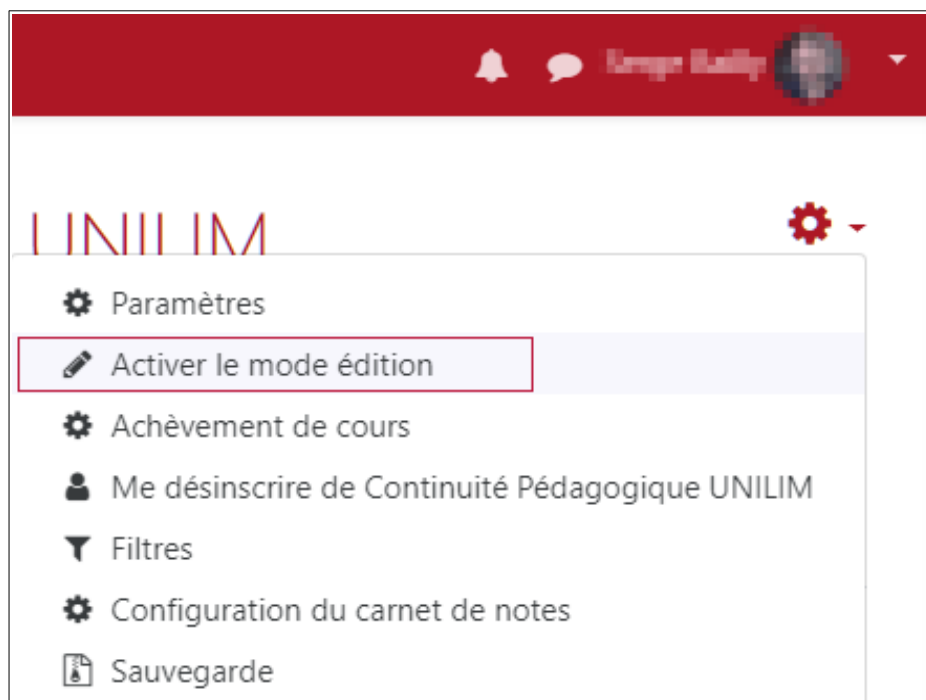 UNILIM
Paramètres
Activer le mode édition
Achèvement de cours
Me désinscrire de Continuité Pédagogique UNILIM
Filtres
Configuration du carnet de notes
Sauvegarde